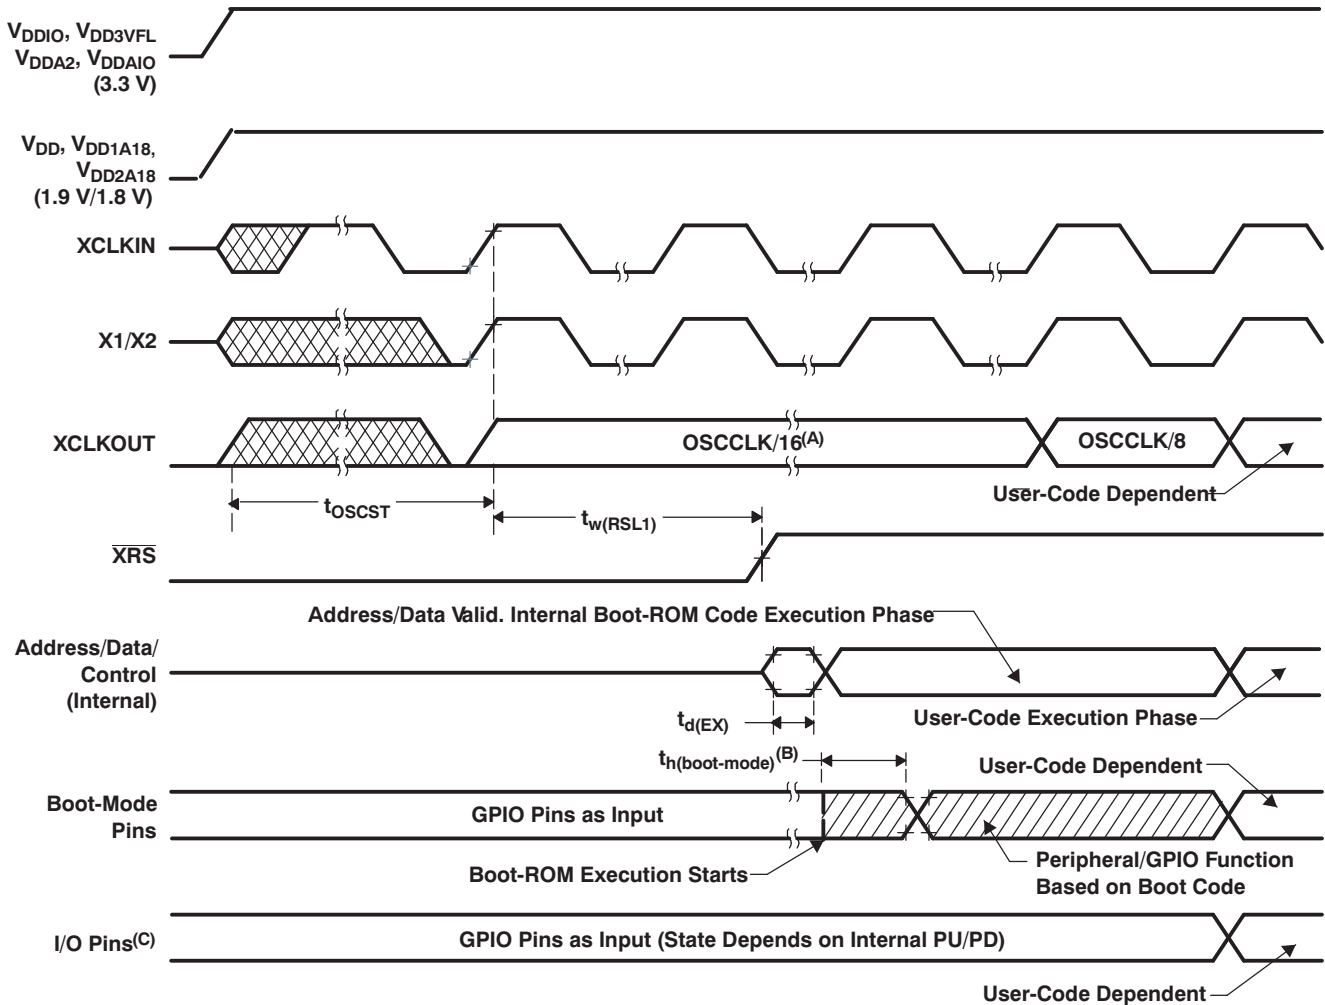 VDDIO, VDD3VFL
VDDA2, VDDAIO
(3.3 V)
VDD, VDD1A18,
VDD2A18
(1.9 V/1.8 V)
XCLKIN
X1/X2
XCLKOUT
OSCCLK/16(A)
OSCCLK/8
User-Code Dependent
tOSCST
tw(RSL1)
XRS
Address/Data Valid. Internal Boot-ROM Code Execution Phase
Address/Data/
Control
(Internal)
td(EX)
User-Code Execution Phase
th(boot-mode)(B)
User-Code Dependent
Boot-Mode
Pins
GPIO Pins as Input
Boot-ROM Execution Starts
Peripheral/GPIO Function
Based on Boot Code
I/O Pins(C)
GPIO Pins as Input (State Depends on Internal PU/PD)
User-Code Dependent